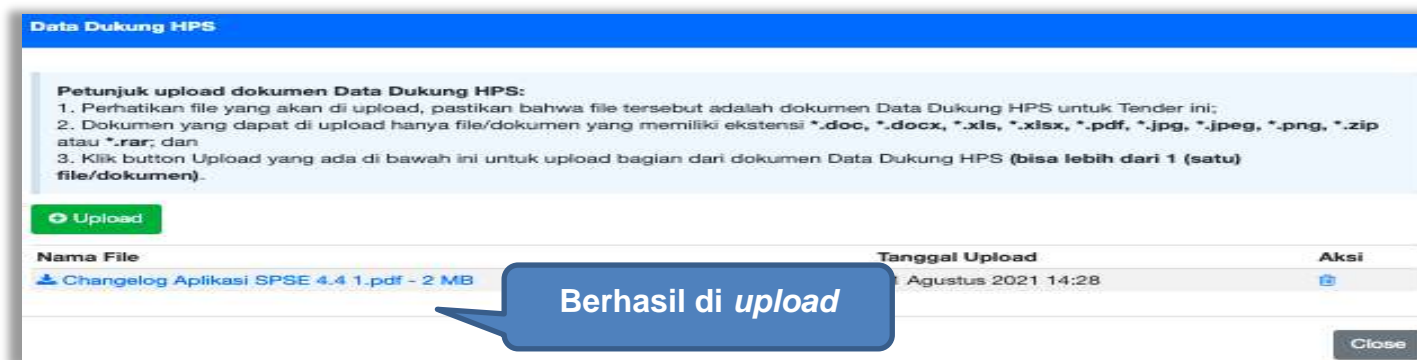 Data Dukung HPS
Petunjuk upload dokumen Data Dukung HPS:
1. Perhatikan file yang akan di upload, pastikan bahwa file tersebut adalah dokumen Data Dukung HPS untuk Tender ini;
2. Dokumen yang dapat di upload hanya file/dokumen yang memiliki ekstensi *.doc, *.docx, *.xls, *.xlsx, *.pdf, *.jpg, *.jpeg, *.png, *.zip
atau *.rar; dan
3. Klik button Upload yang ada di bawah ini untuk upload bagian dari dokumen Data Dukung HPS (bisa lebih dari 1 (satu)
file/dokumen).
Upload
Nama File Tanggal Upload Aksi
Changelog Aplikasi SPSE 4.4 1.pdf - 2 MB Agustus 2021 14:28
Berhasil di upload
Close